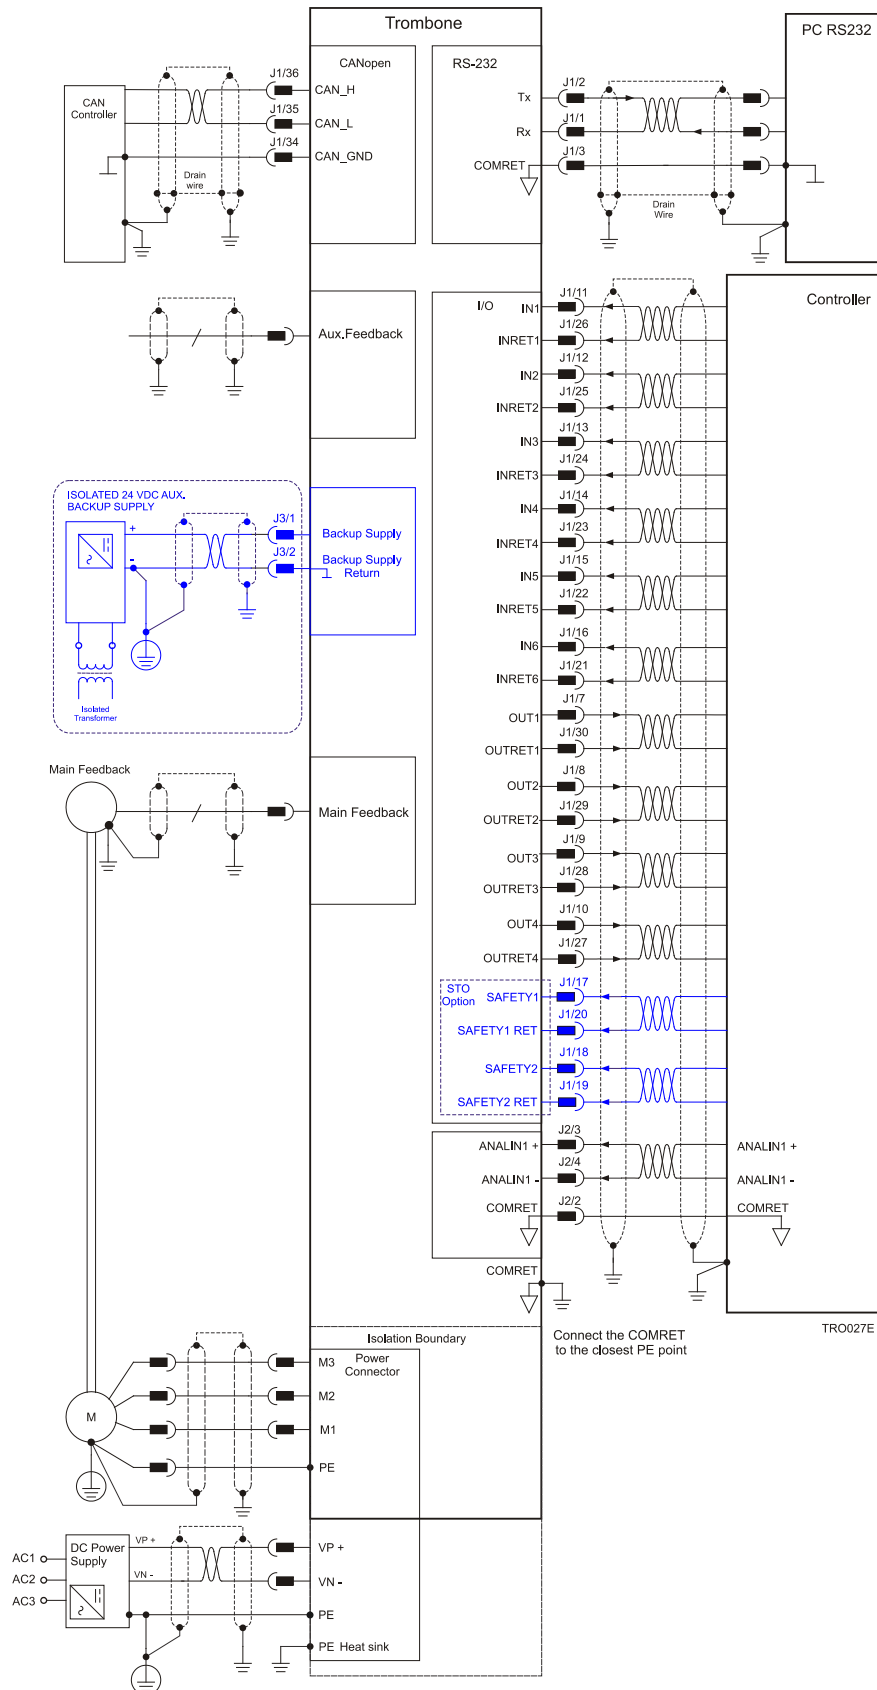 Trombone
PC RS232
CANopen
RS-232
J1/36
CAN_H
J1/35
CAN_L
J1/34
CAN_GND
CAN
Controller
Drain
wire
J1/2
Tx
J1/1
Rx
J1/3
COMRET
Drain
Wire
Aux.Feedback
Controller
I/O
J1/11
IN1
J1/26
INRET1
J1/12
IN2
J1/25
INRET2
J1/13
IN3
J1/24
INRET3
J1/14
IN4
J1/23
INRET4
J1/15
IN5
J1/22
INRET5
J1/16
IN6
J1/21
INRET6
J1/7
OUT1
J1/30
OUTRET1
J1/8
OUT2
J1/29
OUTRET2
J1/9
OUT3
J1/28
OUTRET3
J1/10
OUT4
J1/27
OUTRET4
STO
Option
J1/17
SAFETY1
J1/20
SAFETY1 RET
J1/18
SAFETY2
J1/19
SAFETY2 RET
J2/3
ANALIN1 +
ANALIN1 +
J2/4
ANALIN1 -
ANALIN1 -
J2/2
COMRET
COMRET
COMRET
Connect the COMRET
to the closest PE point
TRO027E
ISOLATED 24 VDC AUX.
BACKUP SUPPLY
+
-
J3/1
Backup Supply
J3/2
Backup Supply
Return
Isolated
Transformer
Main Feedback
Main Feedback
Isolation Boundary
Power
Connector
M3
M2
M1
PE
M
DC Power
Supply
AC1
AC2
AC3
VP +
VN -
VP +
VN -
PE
PE Heat sink